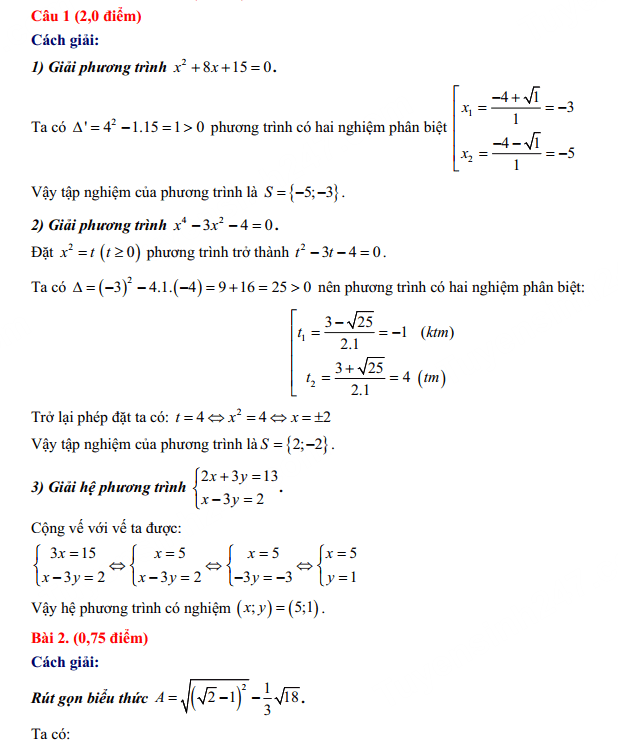 Câu 1 (2,0 điểm)
Cách giải:
1) Giải phương trình x² + 8x + 15 = 0.
Ta có Δ' = 4² − 1.15 = 1 > 0 phương trình có hai nghiệm phân biệt [ x₁ = (−4 + √1)/1 = −3
x₂ = (−4 − √1)/1 = −5
Vậy tập nghiệm của phương trình là S = {−5; −3}.
2) Giải phương trình x⁴ − 3x² − 4 = 0.
Đặt x² = t (t ≥ 0) phương trình trở thành t² − 3t − 4 = 0.
Ta có Δ = (−3)² − 4.1.(−4) = 9 + 16 = 25 > 0 nên phương trình có hai nghiệm phân biệt:
[ t₁ = (3 − √25)/2.1 = −1 (ktm)
t₂ = (3 + √25)/2.1 = 4 (tm)
Trở lại phép đặt ta có: t = 4 ⇔ x² = 4 ⇔ x = ±2
Vậy tập nghiệm của phương trình là S = {2; −2}.
3) Giải hệ phương trình { 2x + 3y = 13
x − 3y = 2 .
Cộng vế với vế ta được:
{ 3x = 15 ⇔ { x = 5 ⇔ { x = 5 ⇔ { x = 5
x − 3y = 2 x − 3y = 2 −3y = −3 y = 1
Vậy hệ phương trình có nghiệm (x; y) = (5;1).
Bài 2. (0,75 điểm)
Cách giải:
Rút gọn biểu thức A = √((√2 − 1)²) − 1/3 √18.
Ta có: